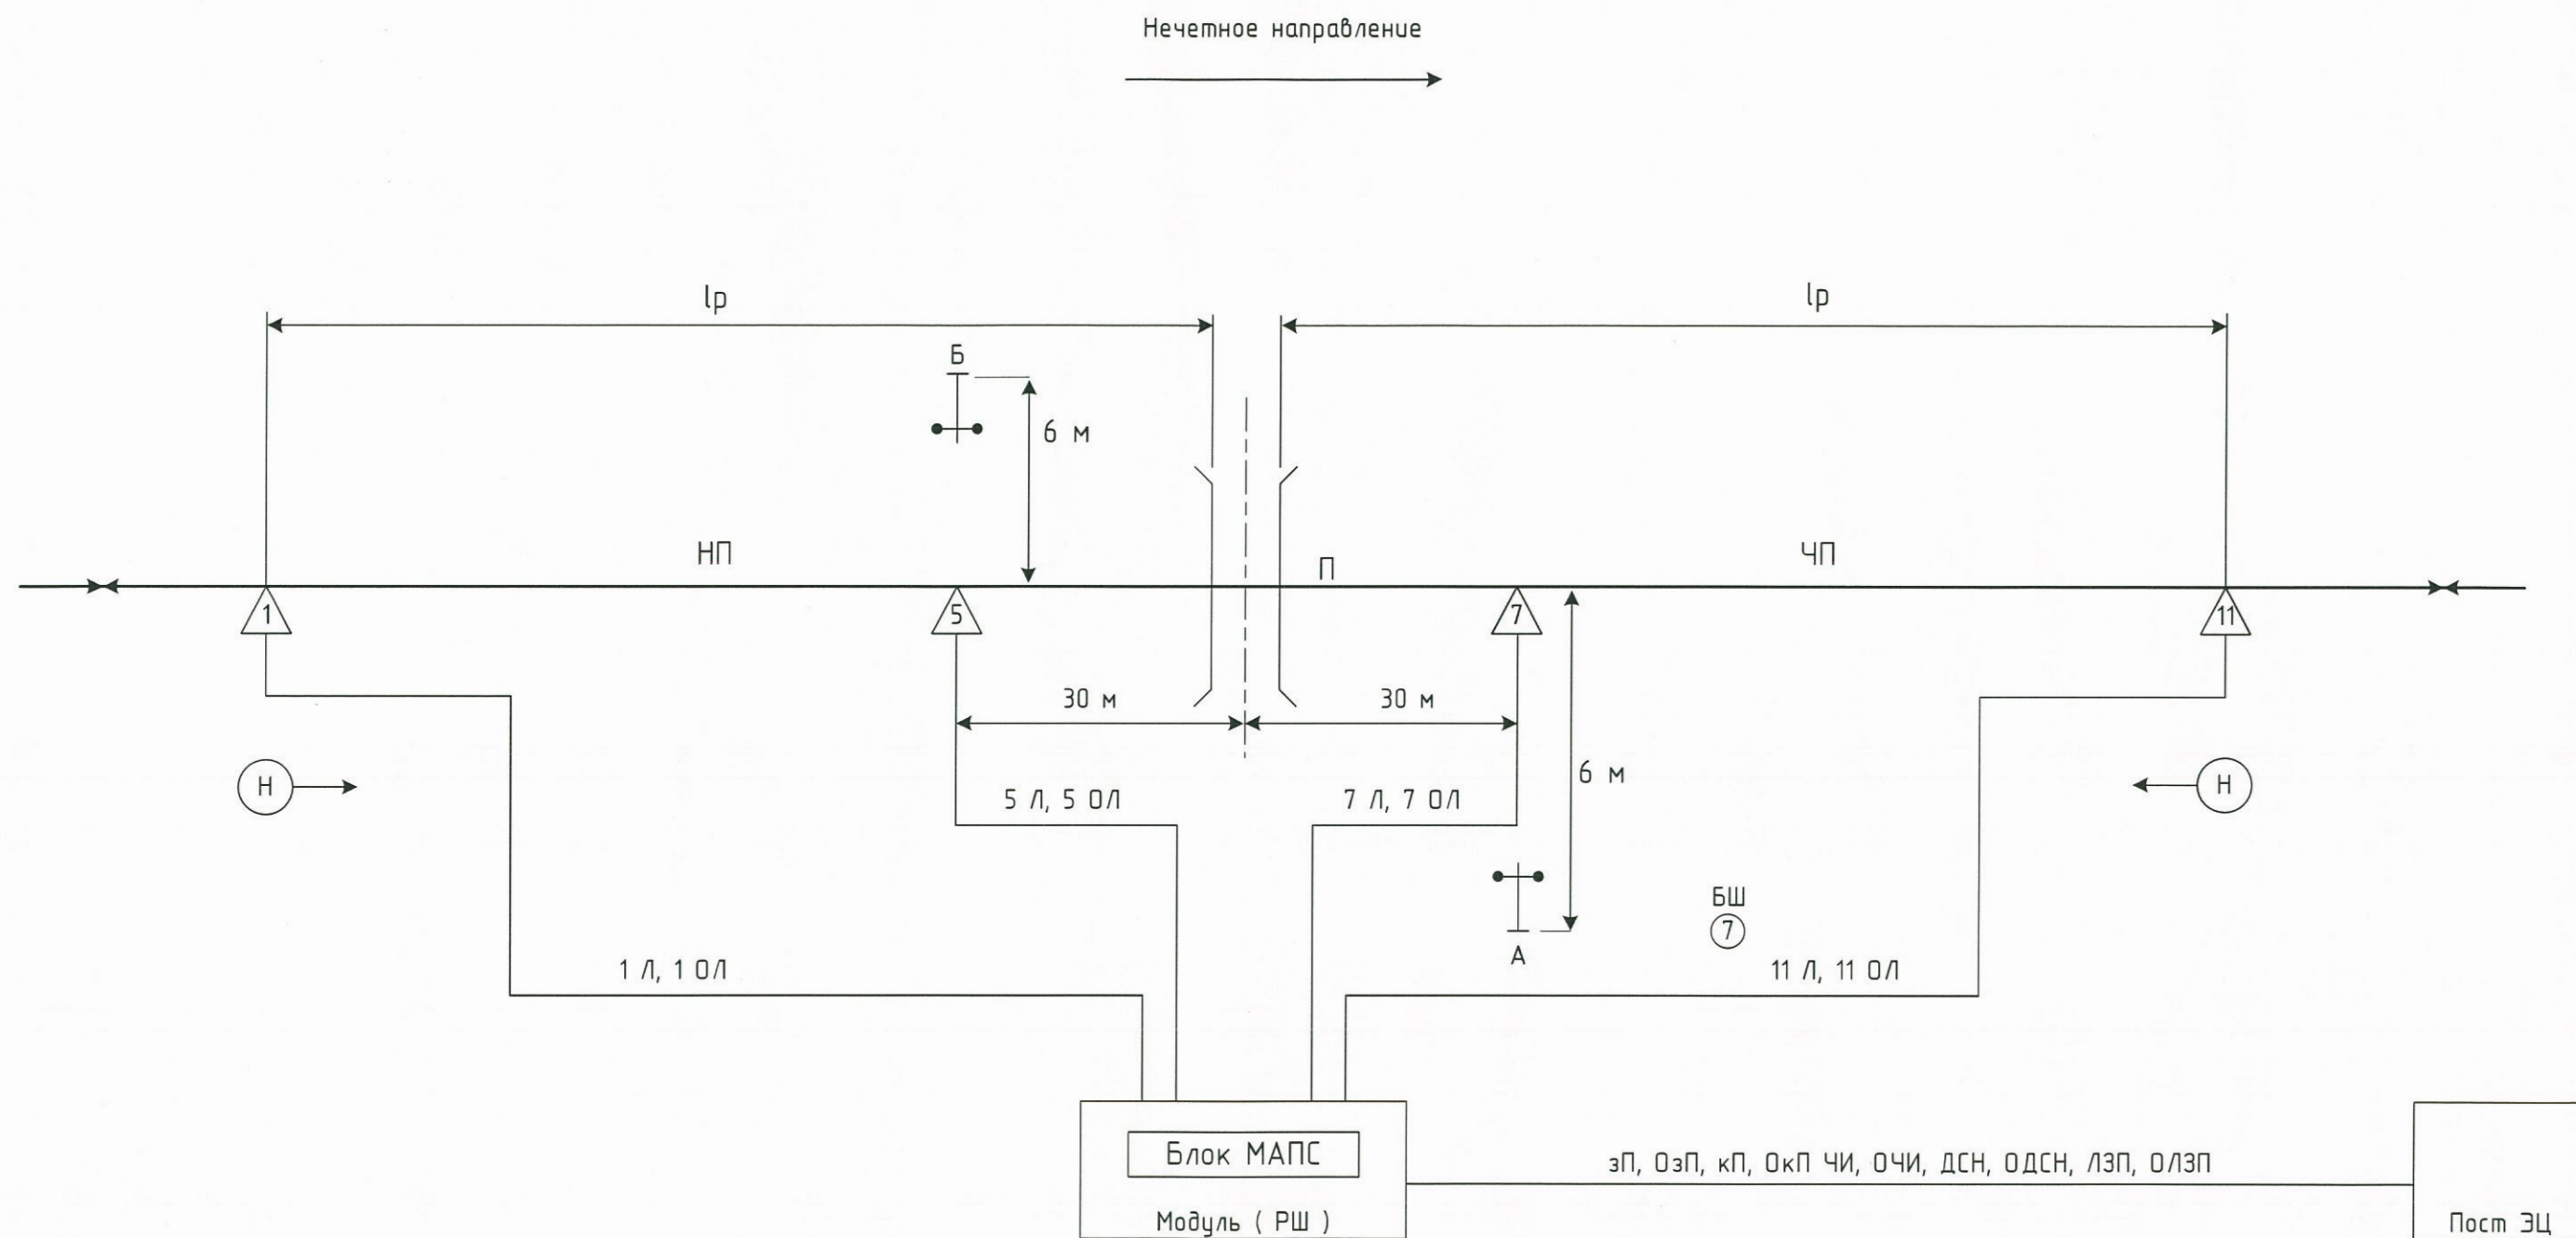 Нечетное направление
lр
lр
Б
6 м
НП
П
ЧП
1
5
7
11
30 м
30 м
Н
6 м
Н
5 Л, 5 ОЛ
7 Л, 7 ОЛ
БШ
7
А
1 Л, 1 ОЛ
11 Л, 11 ОЛ
Блок МАПС
зП, ОзП, кП, ОкП ЧИ, ОЧИ, ДСН, ОДСН, ЛЗП, ОЛЗП
Модуль ( РШ )
Пост ЭЦ